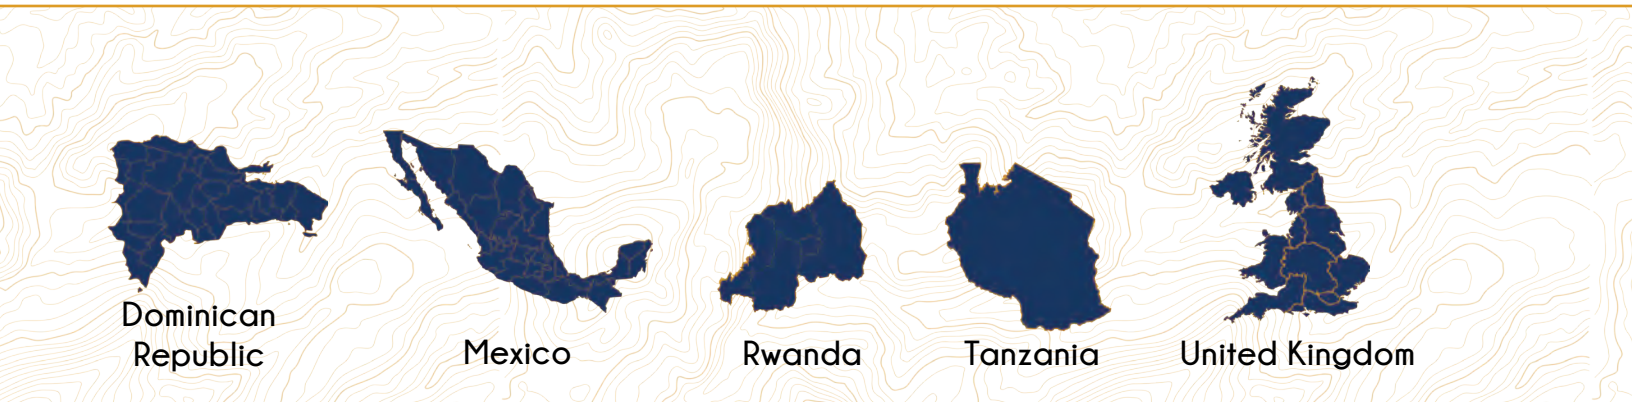 Dominican
Republic
Mexico
Rwanda
Tanzania
United Kingdom